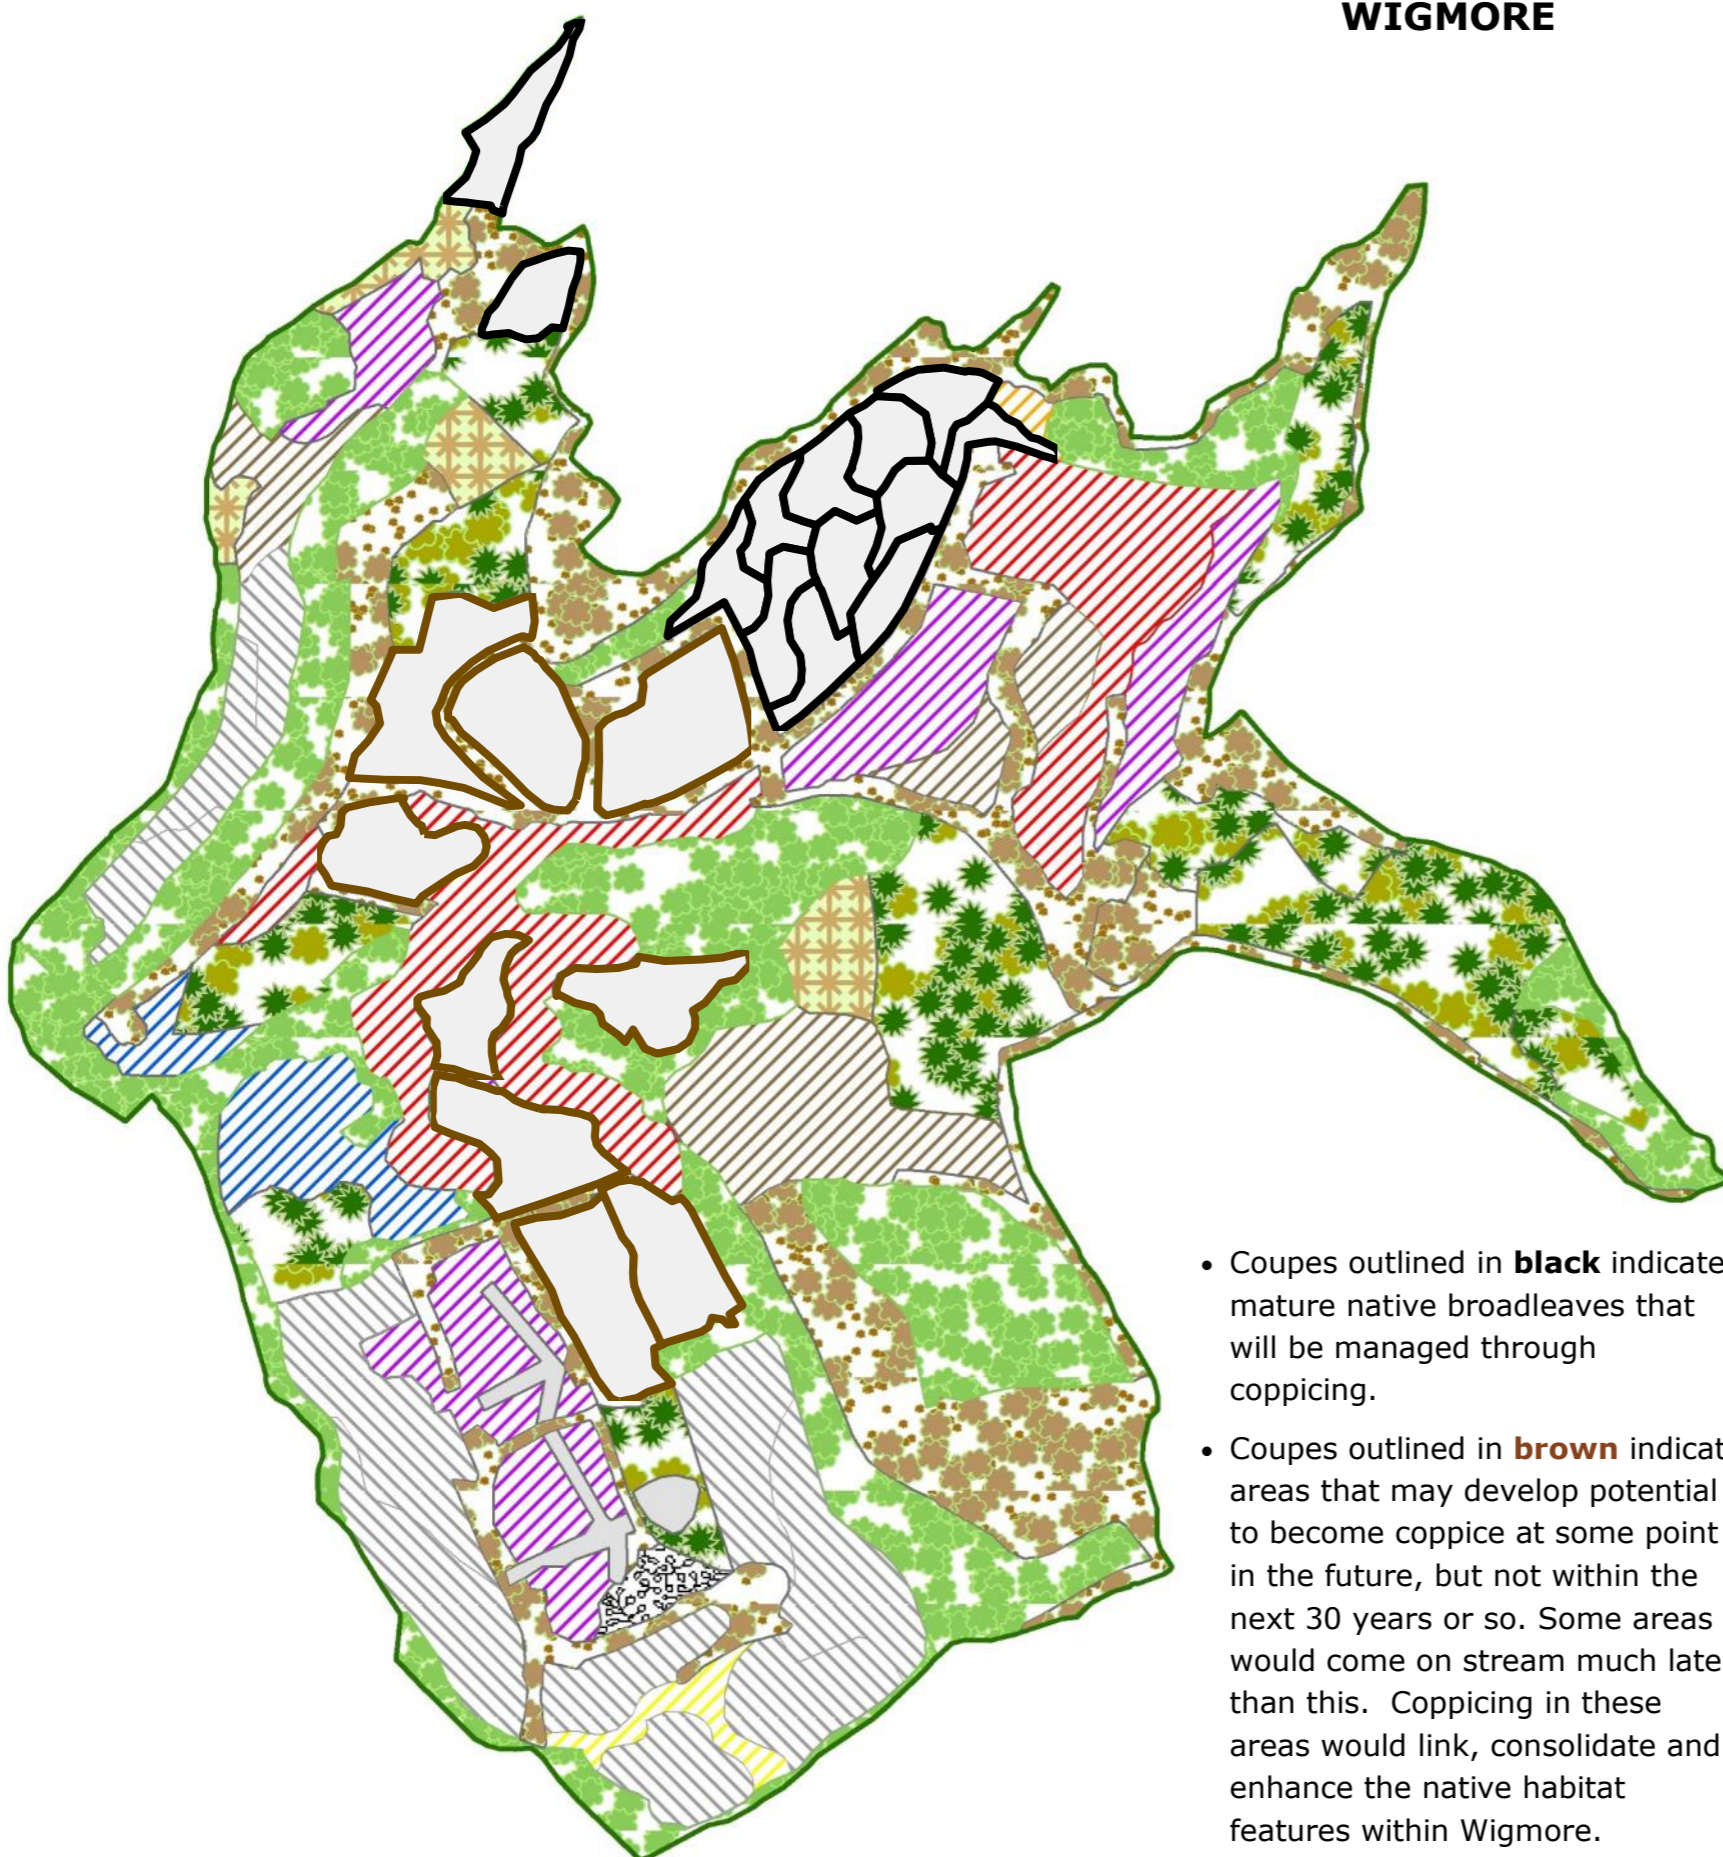 WIGMORE
• Coupes outlined in black indicate
mature native broadleaves that
will be managed through
coppicing.
• Coupes outlined in brown indicat
areas that may develop potential
to become coppice at some point
in the future, but not within the
next 30 years or so. Some areas
would come on stream much late
than this. Coppicing in these
areas would link, consolidate and
enhance the native habitat
features within Wigmore.